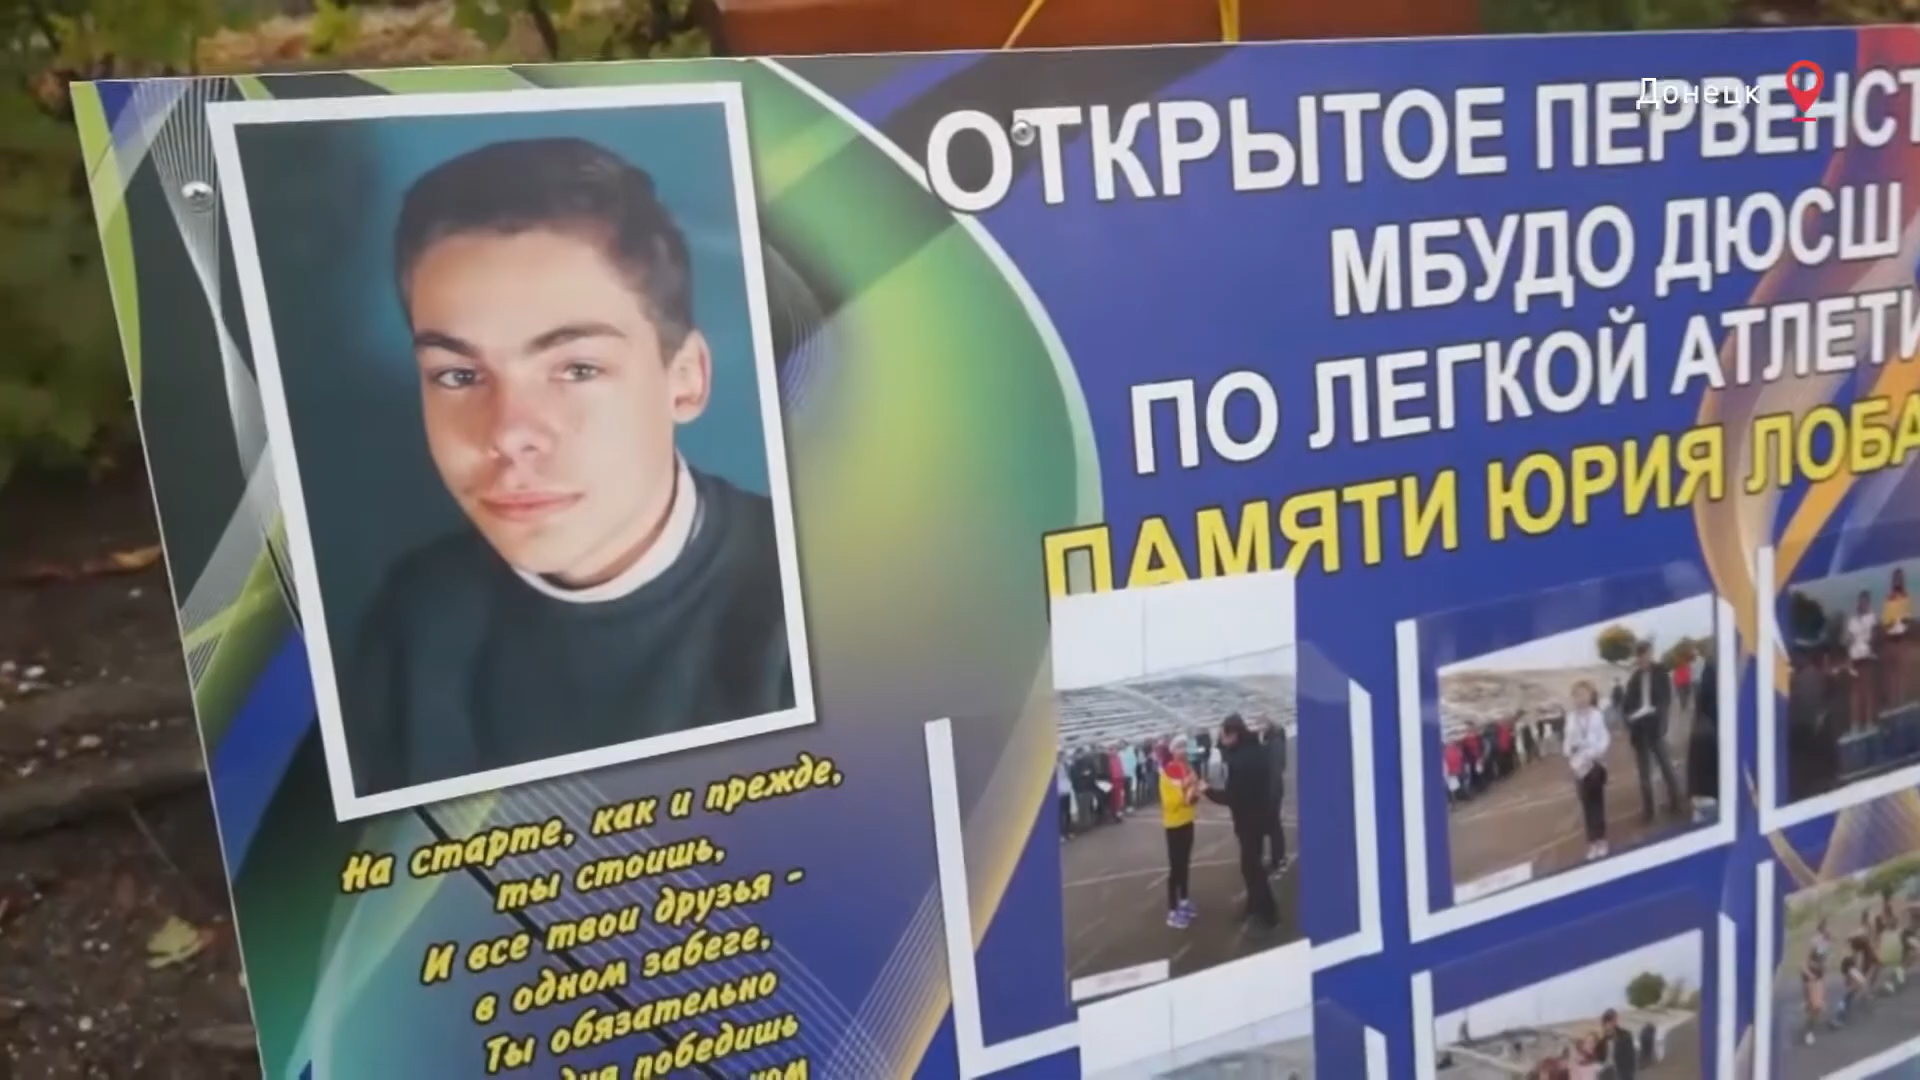 Донецк
ОТКРЫТОЕ ПЕРВЕНСТ
МБУДО ДЮСШ
ПО ЛЕГКОЙ АТЛЕТИ
ПАМЯТИ ЮРИЯ ЛОБА
На старте, как и прежде,
ты стоишь,
И все твои друзья -
в одном забеге,
Ты обязательно
победишь